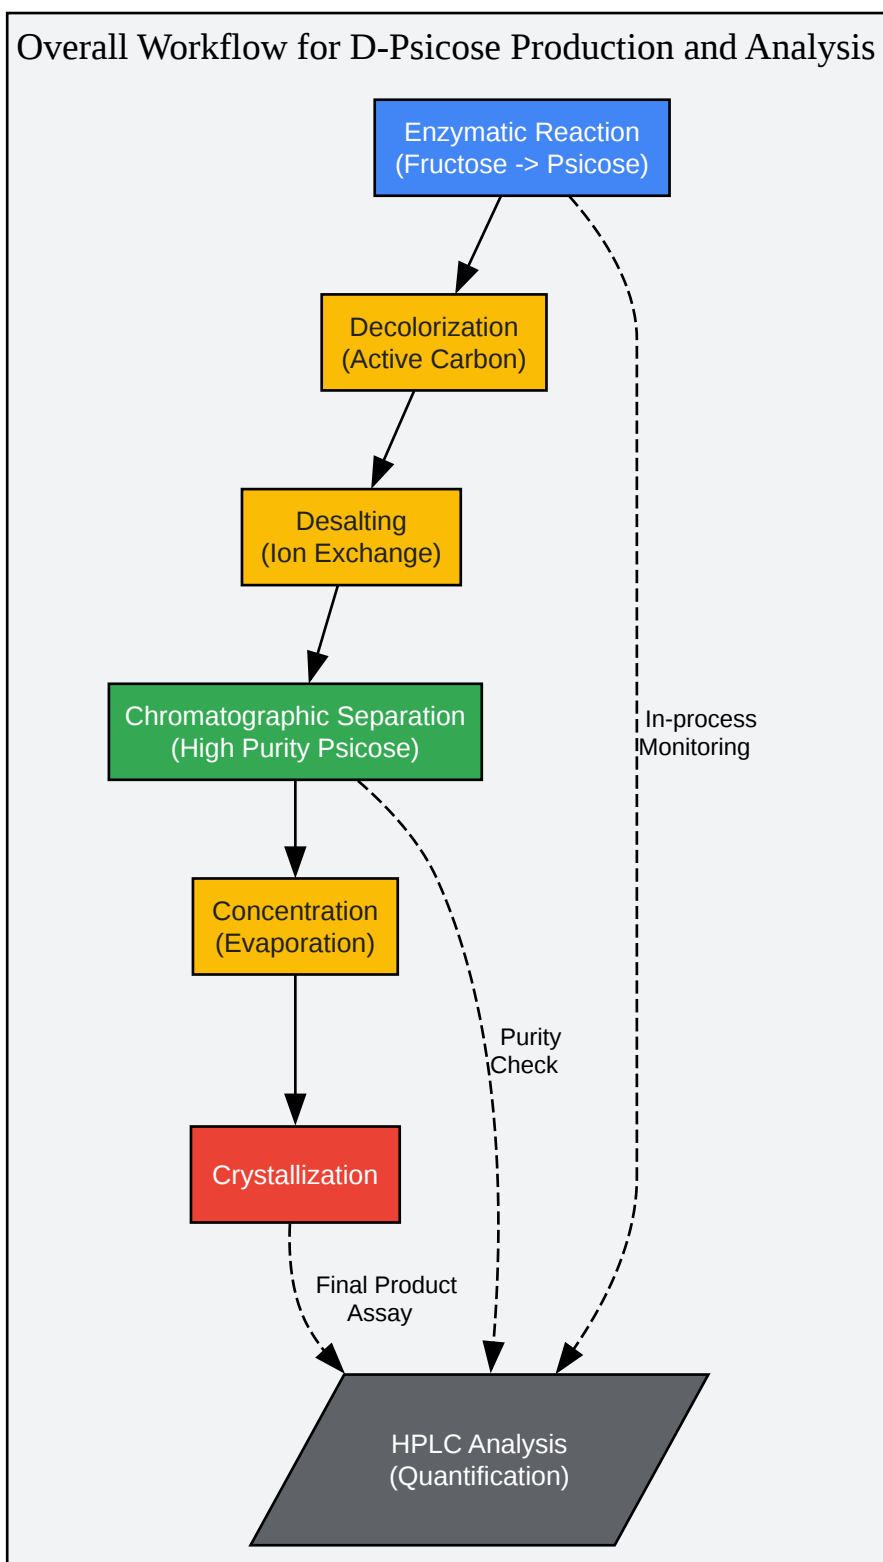 Overall Workflow for D-Psicose Production and Analysis
Enzymatic Reaction
(Fructose -> Psicose)
Decolorization
(Active Carbon)
Desalting
(Ion Exchange)
Chromatographic Separation
(High Purity Psicose)
In-process
Monitoring
Concentration
(Evaporation)
Purity
Check
Crystallization
Final Product
Assay
HPLC Analysis
(Quantification)